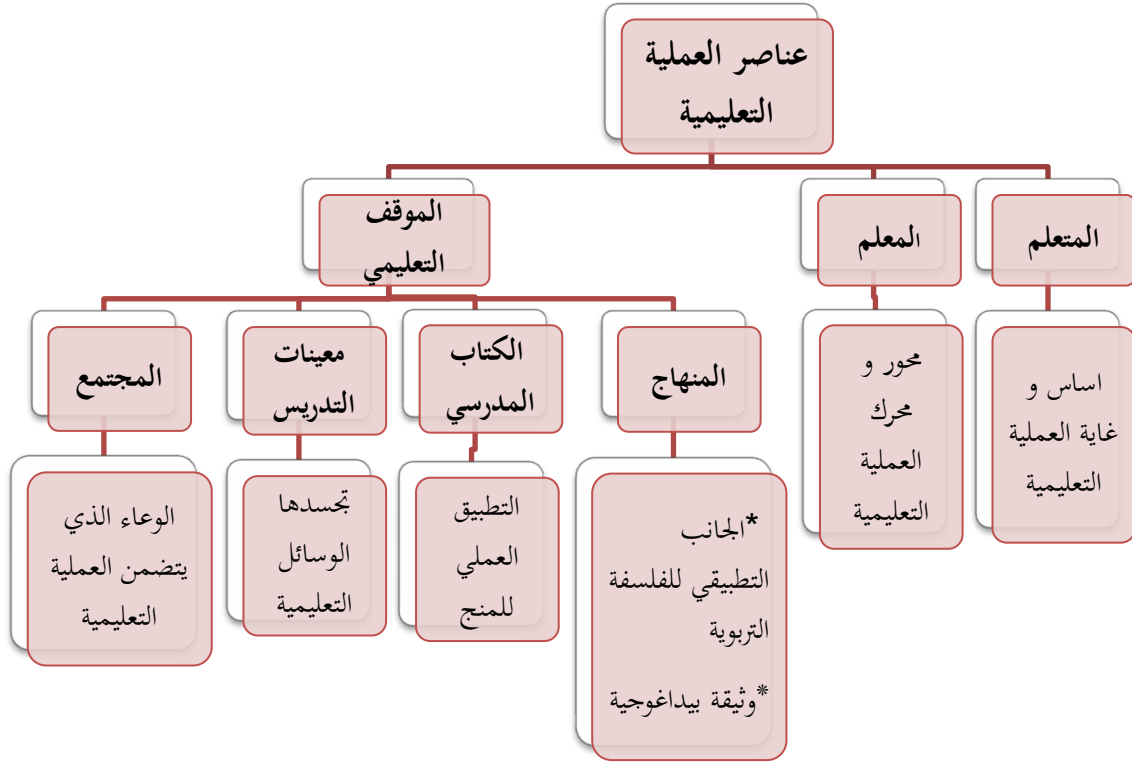 عناصر العملية
التعليمية
المتعلم
المعلم
الموقف
التعليمي
اساس و
غاية العملية
التعليمية
محور و
محرك
العملية
التعليمية
المنهاج
الكتاب
المدرسي
معينات
التدريس
المجتمع
*الجانب
التطبيقي للفلسفة
التربوية
*وثيقة بيداغوجية
التطبيق
العملي
للمنج
تجسدها
الوسائل
التعليمية
الوعاء الذي
يتضمن العملية
التعليمية